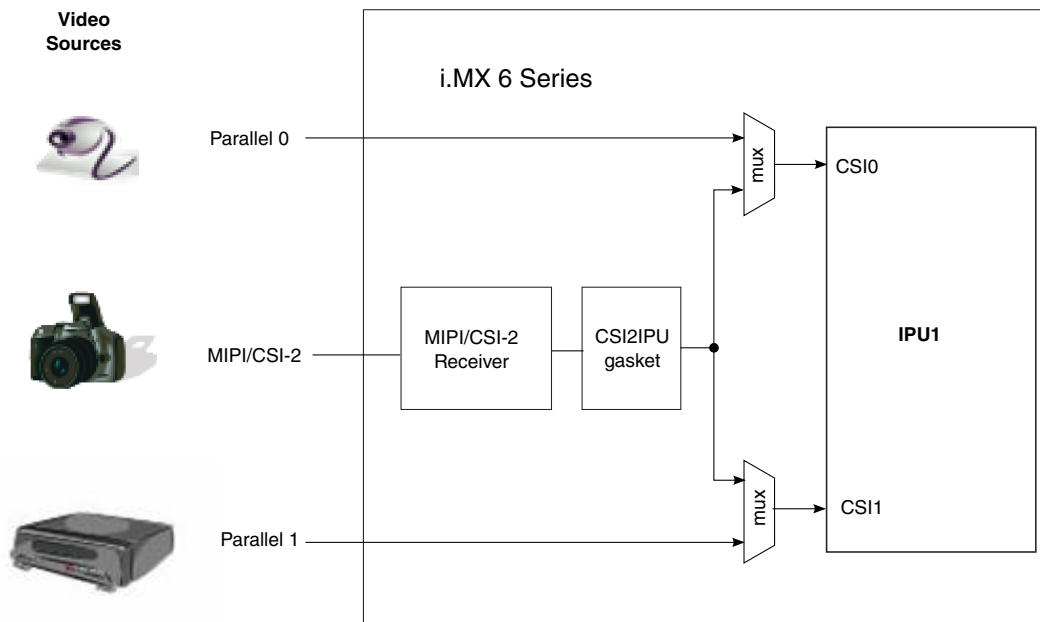 Video
Sources
i.MX 6 Series
Parallel 0
mux
CSI0
MIPI/CSI-2
MIPI/CSI-2
Receiver
CSI2IPU
gasket
IPU1
Parallel 1
mux
CSI1